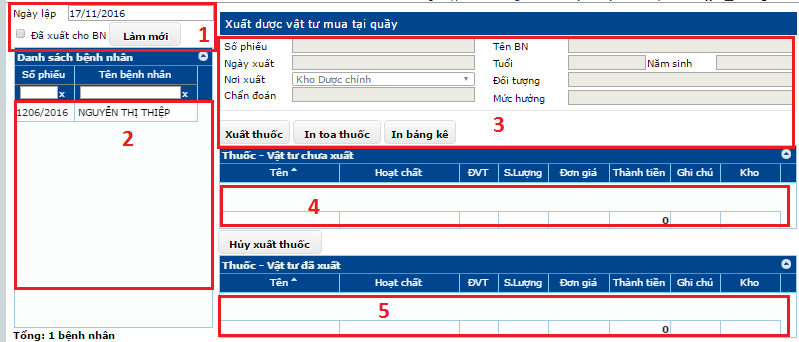 Ngày lập 17/11/2016
Đã xuất cho BN Làm mới 1
Danh sách bệnh nhân
Số phiếu Tên bệnh nhân
x x
1206/2016 NGUYỄN THỊ THIỆP
2
Tổng: 1 bệnh nhân
Xuất dược vật tư mua tại quầy
Số phiếu Tên BN
Ngày xuất Tuổi Năm sinh
Nơi xuất Kho Dược chính Đối tượng
Chẩn đoán Mức hưởng
3
Xuất thuốc In toa thuốc In bảng kê
Thuốc - Vật tư chưa xuất
Tên Hoạt chất ĐVT S.Lượng Đơn giá Thành tiền Ghi chú Kho
4
0
Hủy xuất thuốc
Thuốc - Vật tư đã xuất
Tên Hoạt chất ĐVT S.Lượng Đơn giá Thành tiền Ghi chú Kho
5
0